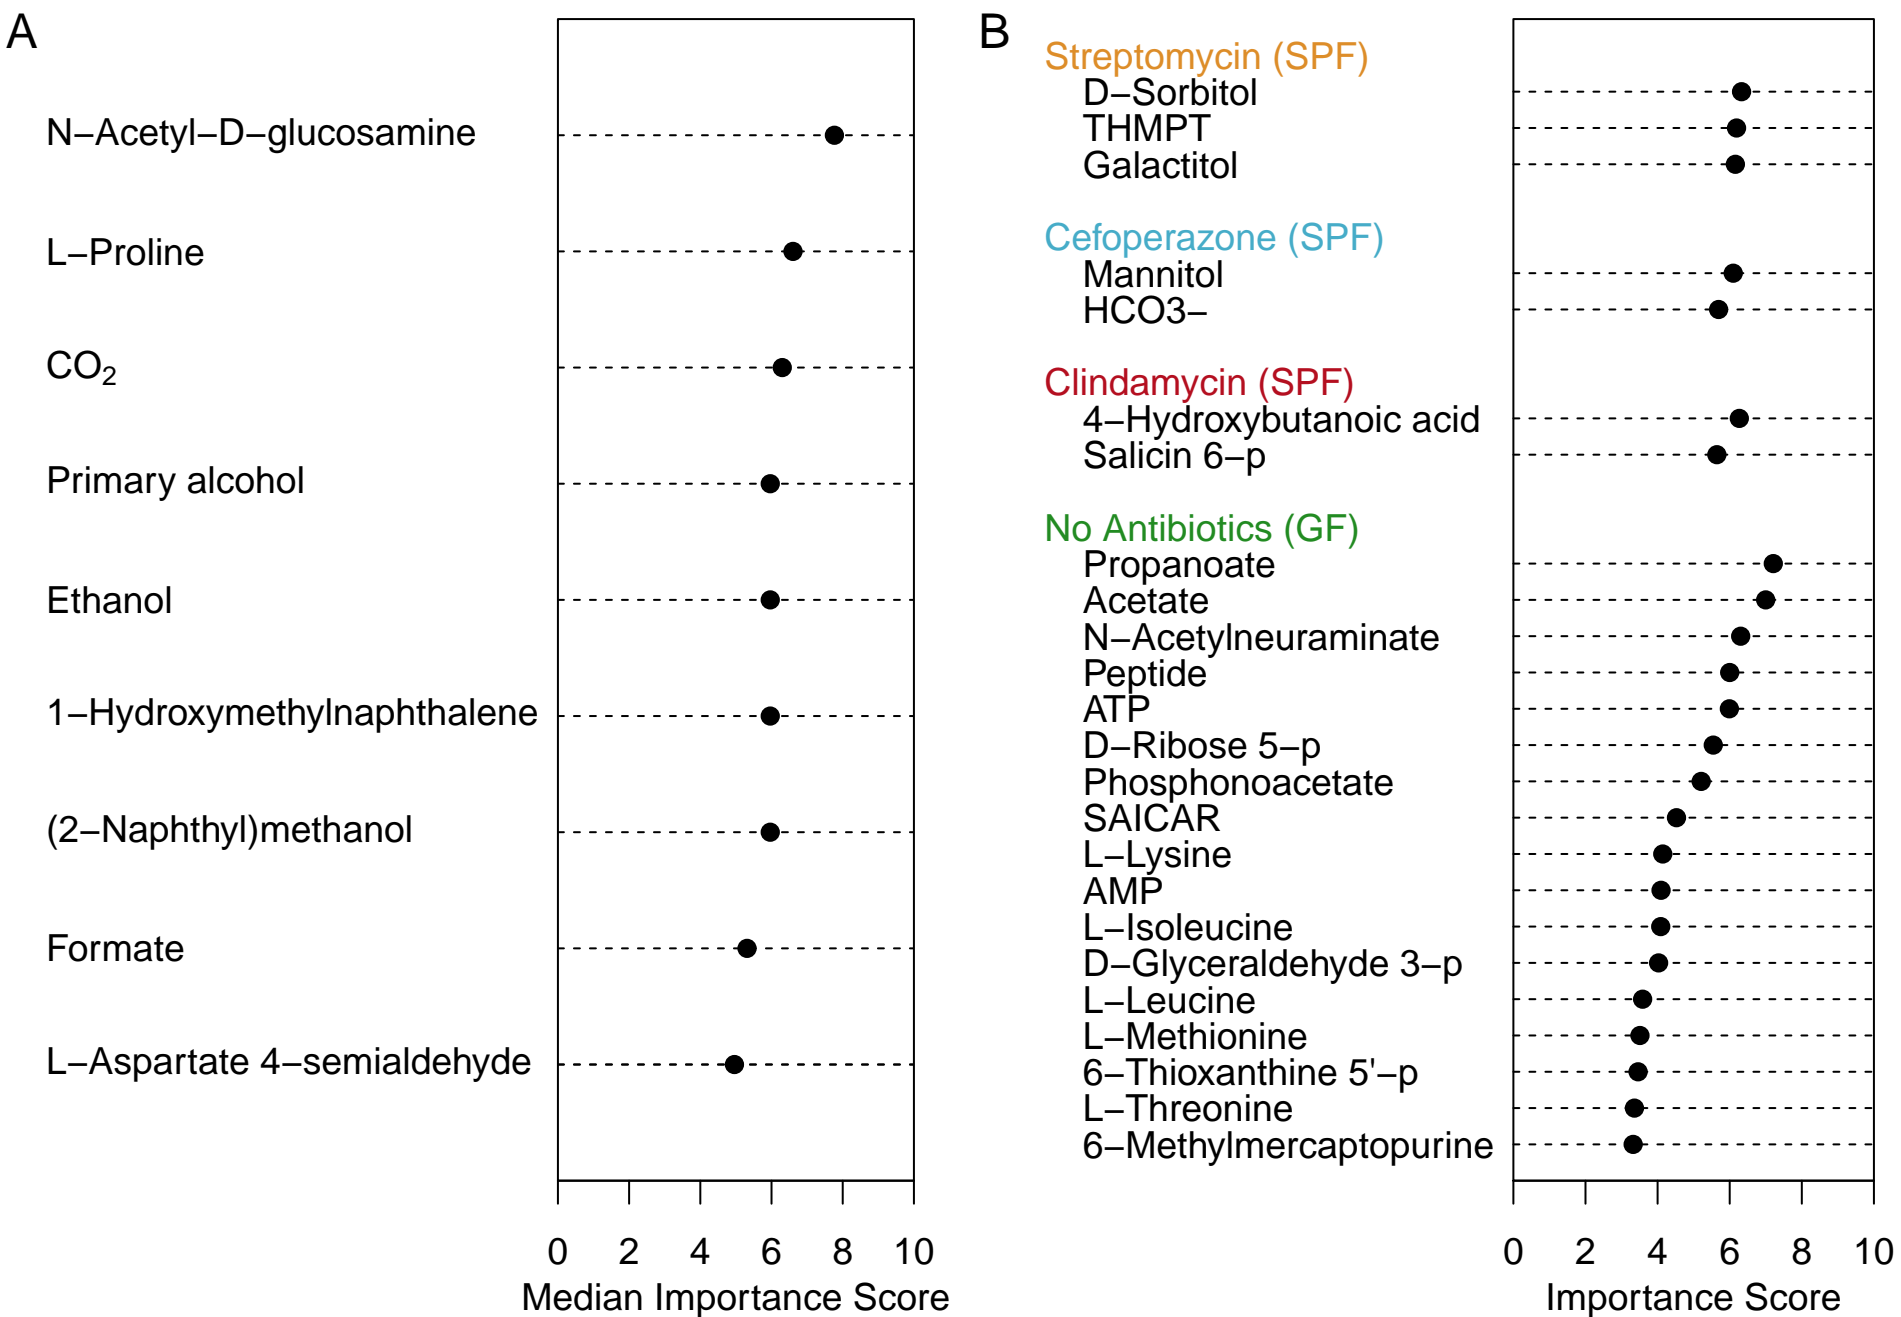 A
N−Acetyl−D−glucosamine
L−Proline
CO₂
Primary alcohol
Ethanol
1−Hydroxymethylnaphthalene
(2−Naphthyl)methanol
Formate
L−Aspartate 4−semialdehyde
0 2 4 6 8 10
Median Importance Score
B
Streptomycin (SPF)
D−Sorbitol
THMPT
Galactitol
Cefoperazone (SPF)
Mannitol
HCO3−
Clindamycin (SPF)
4−Hydroxybutanoic acid
Salicin 6−p
No Antibiotics (GF)
Propanoate
Acetate
N−Acetylneuraminate
Peptide
ATP
D−Ribose 5−p
Phosphonoacetate
SAICAR
L−Lysine
AMP
L−Isoleucine
D−Glyceraldehyde 3−p
L−Leucine
L−Methionine
6−Thioxanthine 5'−p
L−Threonine
6−Methylmercaptopurine
0 2 4 6 8 10
Importance Score